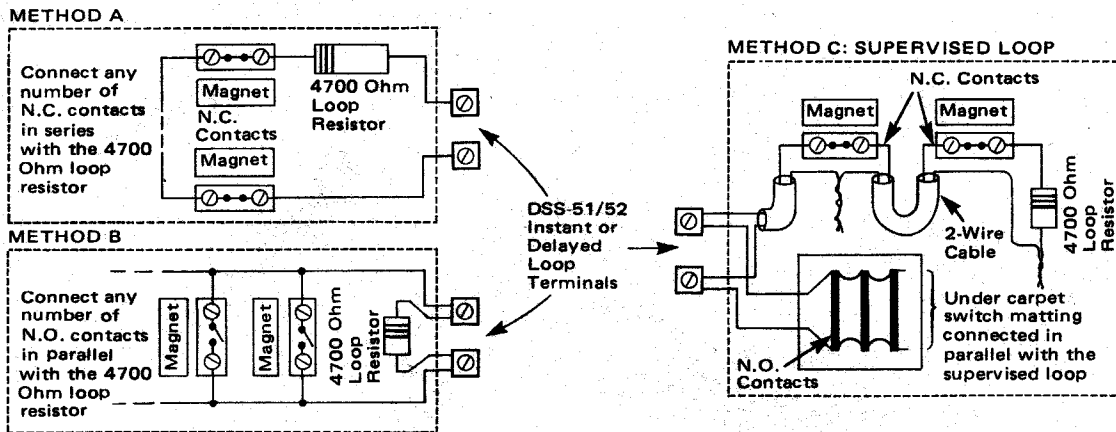 METHOD A
Connect any
number of
N.C. contacts
in series
with the 4700
Ohm loop
resistor
Magnet
N.C.
Contacts
Magnet
4700 Ohm
Loop
Resistor
METHOD B
Connect any
number of
N.O. contacts
in parallel
with the 4700
Ohm loop
resistor
Magnet
Magnet
4700 Ohm
Loop
Resistor
DSS-51/52
Instant or
Delayed
Loop
Terminals
METHOD C: SUPERVISED LOOP
N.C. Contacts
Magnet
Magnet
4700 Ohm
Loop
Resistor
2-Wire
Cable
Under carpet
switch matting
connected in
parallel with the
supervised loop
N.O.
Contacts